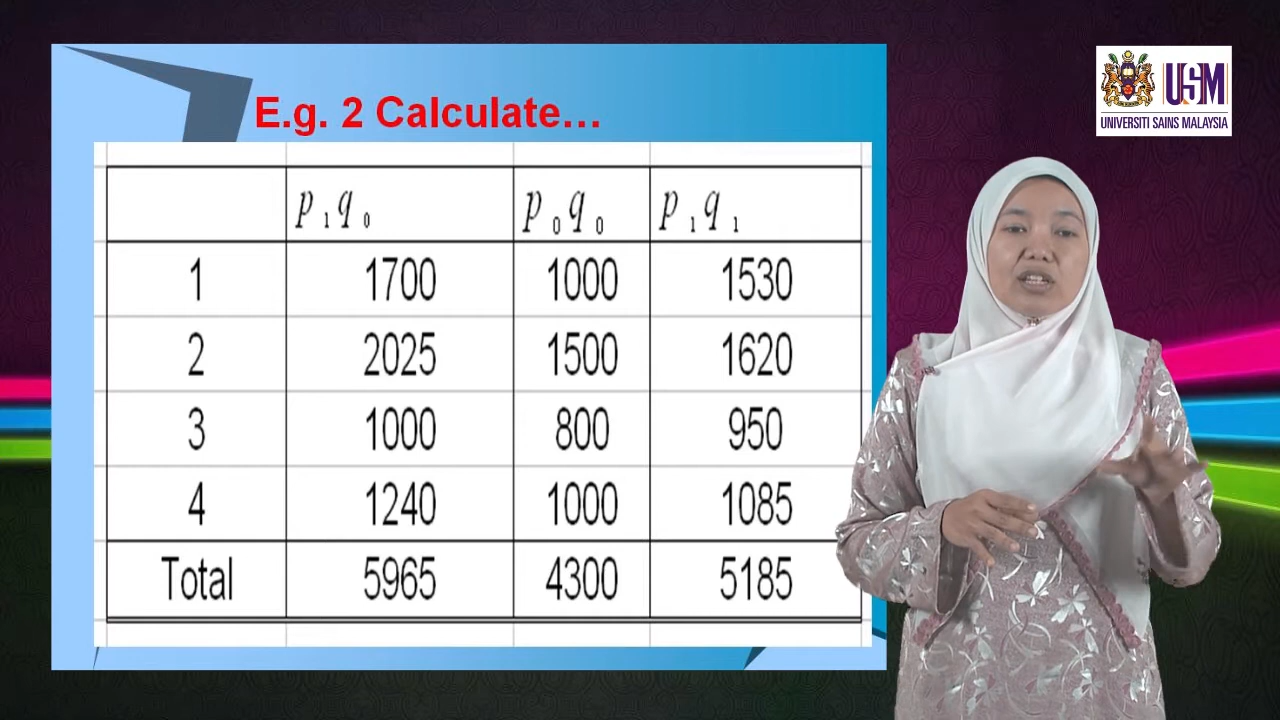 E.g. 2 Calculate...
p₁q₀ p₀q₀ p₁q₁
1 1700 1000 1530
2 2025 1500 1620
3 1000 800 950
4 1240 1000 1085
Total 5965 4300 5185
USM
UNIVERSITI SAINS MALAYSIA